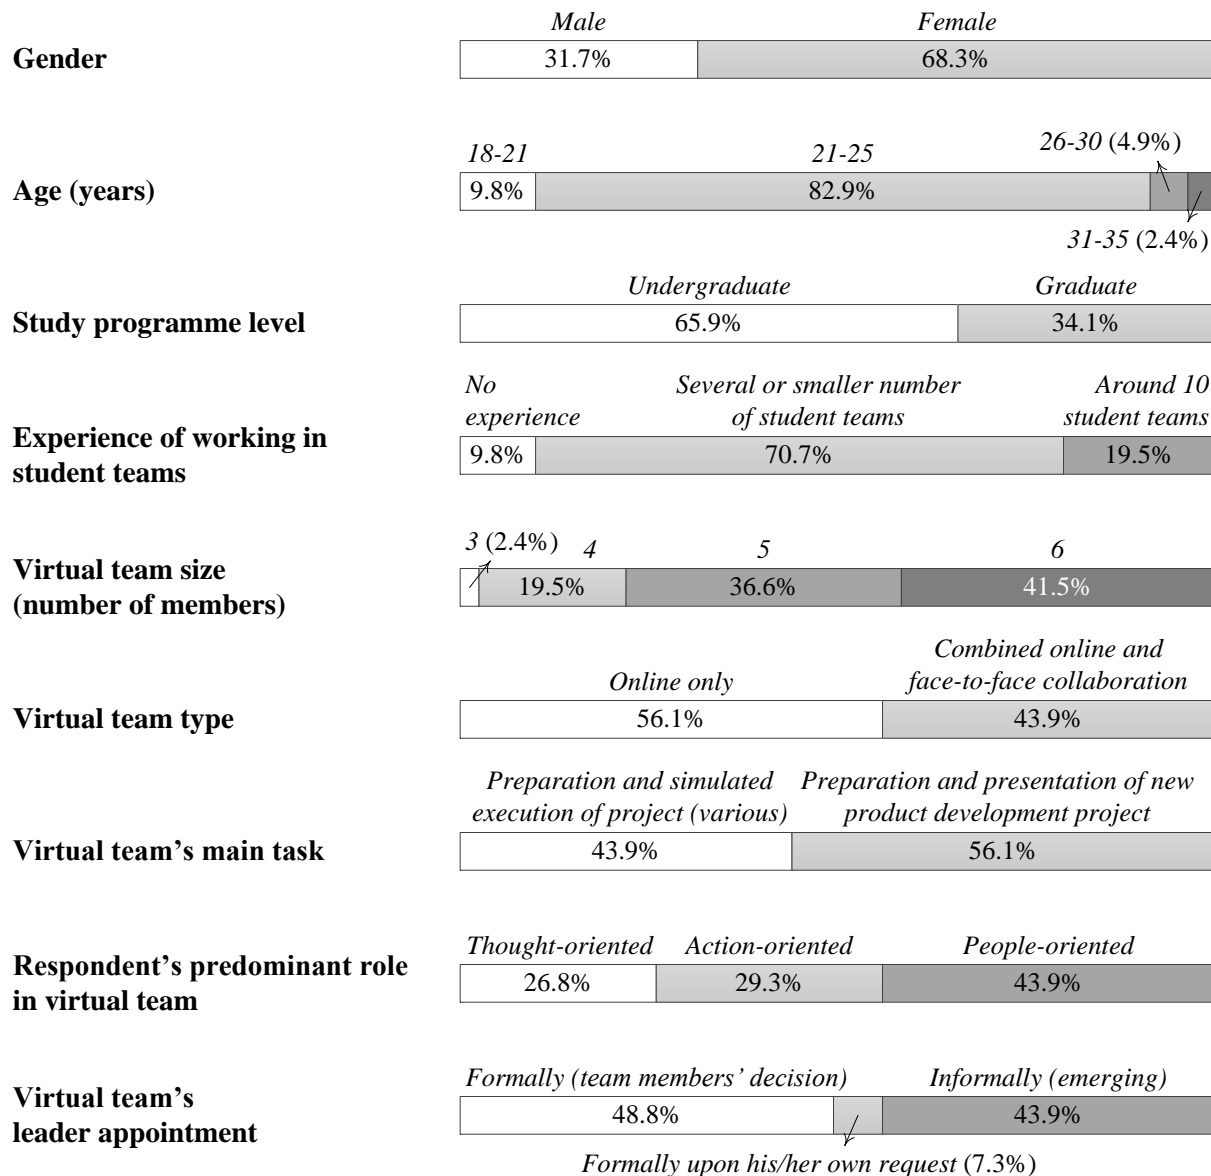 Male Female
Gender 31.7% 68.3%
18-21 21-25 26-30 (4.9%)
Age (years) 9.8% 82.9%
31-35 (2.4%)
Undergraduate Graduate
Study programme level 65.9% 34.1%
No Several or smaller number Around 10
experience of student teams student teams
Experience of working in
student teams
9.8% 70.7% 19.5%
3 (2.4%) 4 5 6
Virtual team size
(number of members)
19.5% 36.6% 41.5%
Combined online and
Online only face-to-face collaboration
Virtual team type 56.1% 43.9%
Preparation and simulated Preparation and presentation of new
execution of project (various) product development project
Virtual team's main task 43.9% 56.1%
Thought-oriented Action-oriented People-oriented
Respondent's predominant role
in virtual team
26.8% 29.3% 43.9%
Formally (team members' decision) Informally (emerging)
Virtual team's
leader appointment
48.8% 43.9%
Formally upon his/her own request (7.3%)